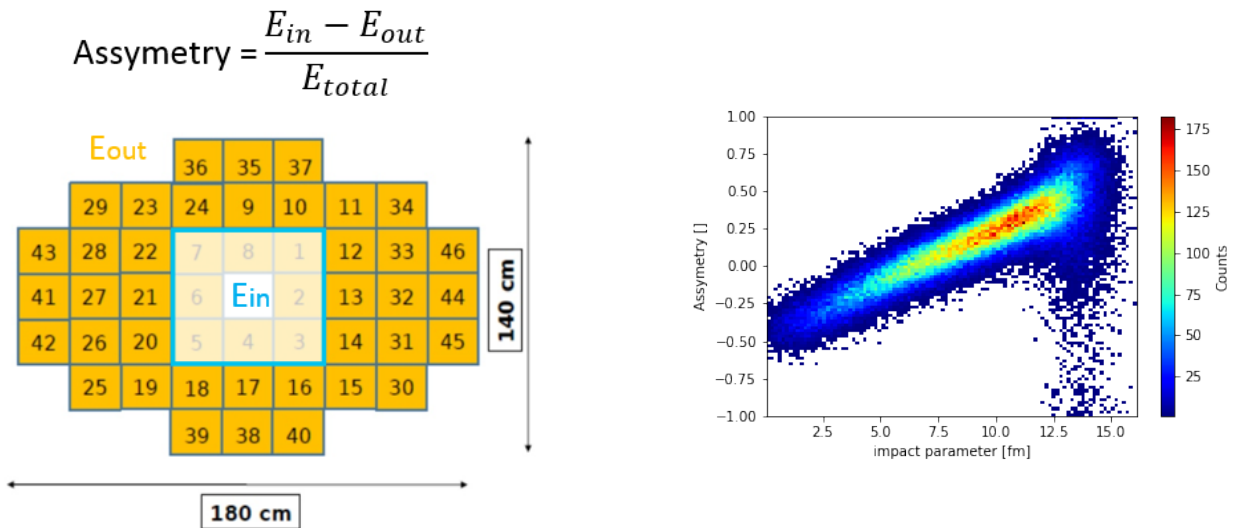 Assymetry = E_in − E_out / E_total
Eout
36 35 37
29 23 24 9 10 11 34
43 28 22 7 8 1 12 33 46
41 27 21 6 Ein 2 13 32 44
42 26 20 5 4 3 14 31 45
25 19 18 17 16 15 30
39 38 40
140 cm
180 cm
1.00
0.75
0.50
0.25
0.00
−0.25
−0.50
−0.75
−1.00
Assymetry []
2.5 5.0 7.5 10.0 12.5 15.0
impact parameter [fm]
175
150
125
100
75
50
25
Counts